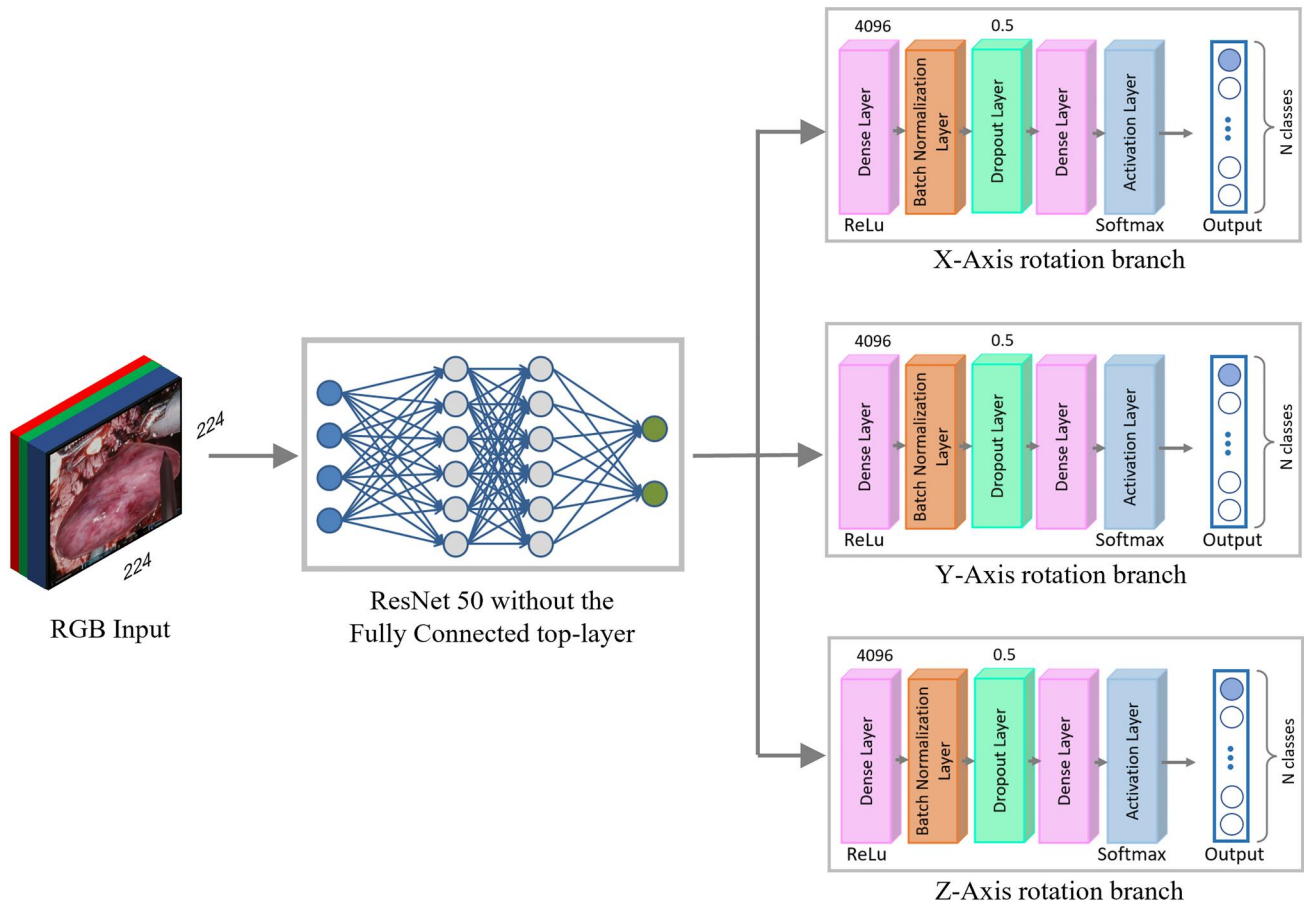 224
224
RGB Input
ResNet 50 without the
Fully Connected top-layer
4096
0.5
Dense Layer
Batch Normalization
Layer
Dropout Layer
Dense Layer
Activation Layer
N classes
ReLu
Softmax
Output
X-Axis rotation branch
4096
0.5
Dense Layer
Batch Normalization
Layer
Dropout Layer
Dense Layer
Activation Layer
N classes
ReLu
Softmax
Output
Y-Axis rotation branch
4096
0.5
Dense Layer
Batch Normalization
Layer
Dropout Layer
Dense Layer
Activation Layer
N classes
ReLu
Softmax
Output
Z-Axis rotation branch